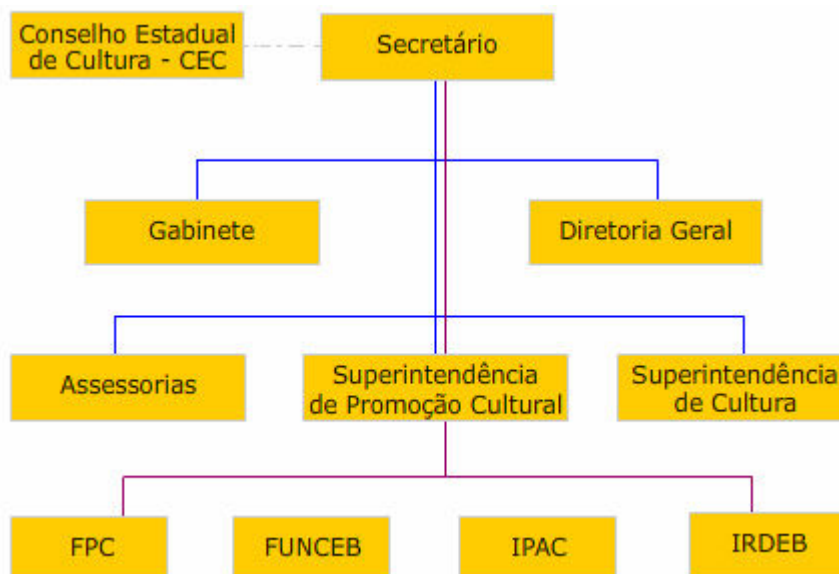 Conselho Estadual
de Cultura - CEC
Secretário
Gabinete
Diretoria Geral
Assessorias
Superintendência
de Promoção Cultural
Superintendência
de Cultura
FPC
FUNCEB
IPAC
IRDEB